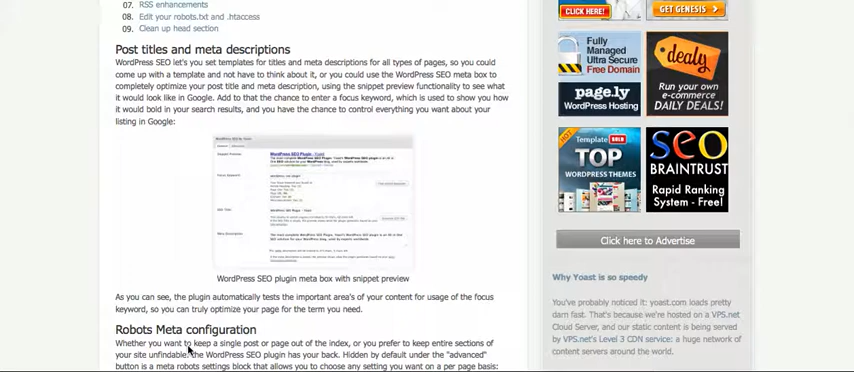 07. RSS enhancements
08. Edit your robots.txt and .htaccess
09. Clean up head section
Post titles and meta descriptions
WordPress SEO let's you set templates for titles and meta descriptions for all types of pages, so you could
come up with a template and not have to think about it, or you could use the WordPress SEO meta box to
completely optimize your post title and meta description, using the snippet preview functionality to see what
it would look like in Google. Add to that the chance to enter a focus keyword, which is used to show you how
it would bold in your search results, and you have the chance to control everything you want about your
listing in Google:
WordPress SEO plugin meta box with snippet preview
As you can see, the plugin automatically tests the important area's of your content for usage of the focus
keyword, so you can truly optimize your page for the term you need.
Robots Meta configuration
Whether you want to keep a single post or page out of the index, or you prefer to keep entire sections of
your site unfindable: the WordPress SEO plugin has your back. Hidden by default under the "advanced"
button is a meta robots settings block that allows you to choose any setting you want on a per page basis:
CLICK HERE!
GET GENESIS >
Fully
Managed
Ultra Secure
Free Domain
page.ly
WordPress Hosting
dealy
Run your own
e-commerce
DAILY DEALS!
HOT
Template
TOP
WORDPRESS THEMES
SEO
BRAINTRUST
Rapid Ranking
System - Free!
Click here to Advertise
Why Yoast is so speedy
You've probably noticed it: yoast.com loads pretty
darn fast. That's because we're hosted on a VPS.net
Cloud Server, and our static content is being served
by VPS.net's Level 3 CDN service: a huge network of
content servers around the world.